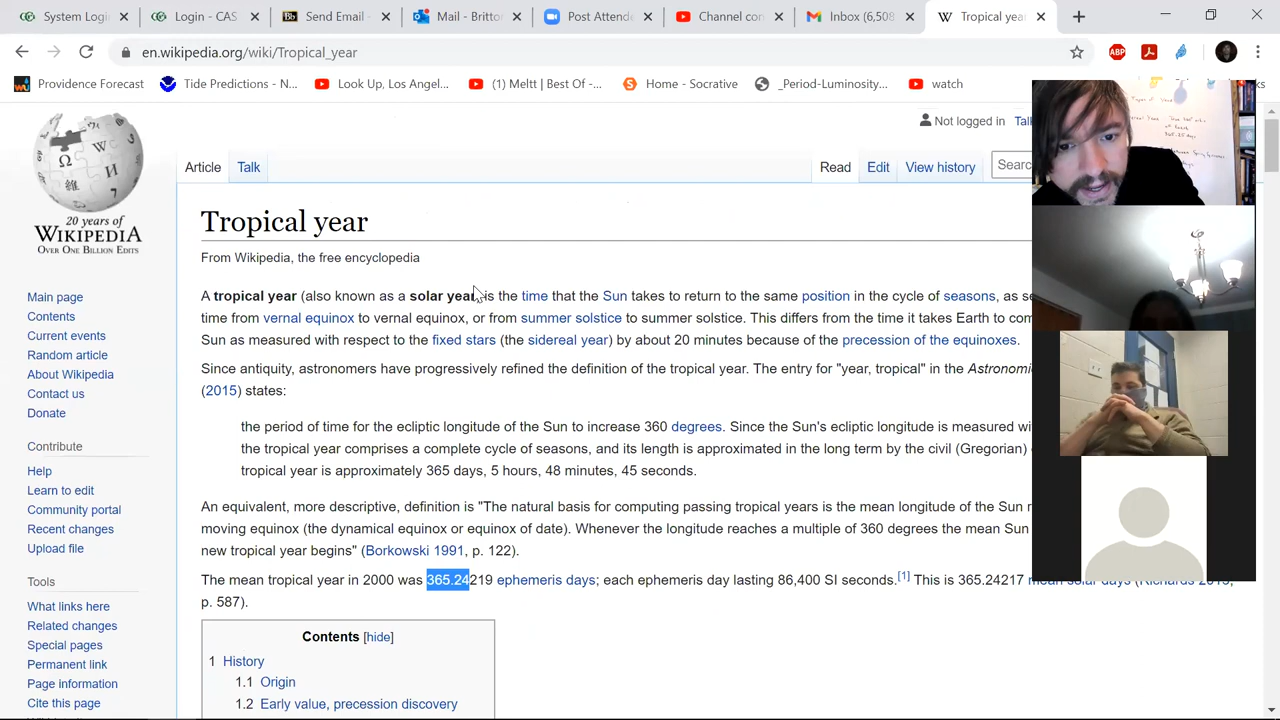 System Logi
Login - CAS
Send Email -
Mail - Britto
Post Attende
Channel con
Inbox (6,508
Tropical yea
en.wikipedia.org/wiki/Tropical_year
ABP
Providence Forecast
Tide Predictions - N...
Look Up, Los Angel...
(1) Meltt | Best Of -...
Home - Socrative
_Period-Luminosity...
watch
Not logged in
Talk
Article
Talk
Read
Edit
View history
Searc
20 years of
WIKIPEDIA
OVER ONE BILLION EDITS
Main page
Contents
Current events
Random article
About Wikipedia
Contact us
Donate
Contribute
Help
Learn to edit
Community portal
Recent changes
Upload file
Tools
What links here
Related changes
Special pages
Permanent link
Page information
Cite this page
Tropical year
From Wikipedia, the free encyclopedia
A tropical year (also known as a solar year) is the time that the Sun takes to return to the same position in the cycle of seasons, as se
time from vernal equinox to vernal equinox, or from summer solstice to summer solstice. This differs from the time it takes Earth to com
Sun as measured with respect to the fixed stars (the sidereal year) by about 20 minutes because of the precession of the equinoxes.
Since antiquity, astronomers have progressively refined the definition of the tropical year. The entry for "year, tropical" in the Astronomi
(2015) states:
the period of time for the ecliptic longitude of the Sun to increase 360 degrees. Since the Sun's ecliptic longitude is measured wi
the tropical year comprises a complete cycle of seasons, and its length is approximated in the long term by the civil (Gregorian)
tropical year is approximately 365 days, 5 hours, 48 minutes, 45 seconds.
An equivalent, more descriptive, definition is "The natural basis for computing passing tropical years is the mean longitude of the Sun r
moving equinox (the dynamical equinox or equinox of date). Whenever the longitude reaches a multiple of 360 degrees the mean Sun
new tropical year begins" (Borkowski 1991, p. 122).
The mean tropical year in 2000 was 365.24219 ephemeris days; each ephemeris day lasting 86,400 SI seconds.[1] This is 365.24217 mean solar days (Richards 2013,
p. 587).
Contents [hide]
1 History
1.1 Origin
1.2 Early value, precession discovery